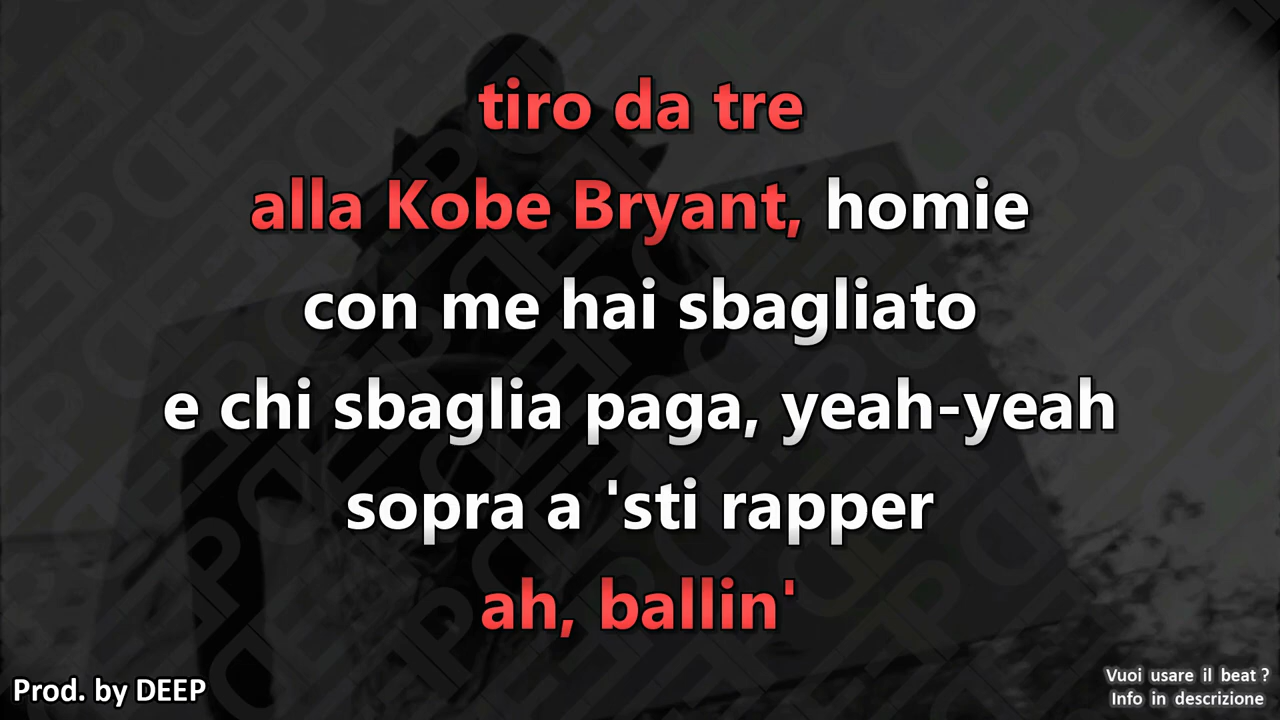 tiro da tre
alla Kobe Bryant, homie
con me hai sbagliato
e chi sbaglia paga, yeah-yeah
sopra a 'sti rapper
ah, ballin'
Prod. by DEEP
Vuoi usare il beat ?
Info in descrizione